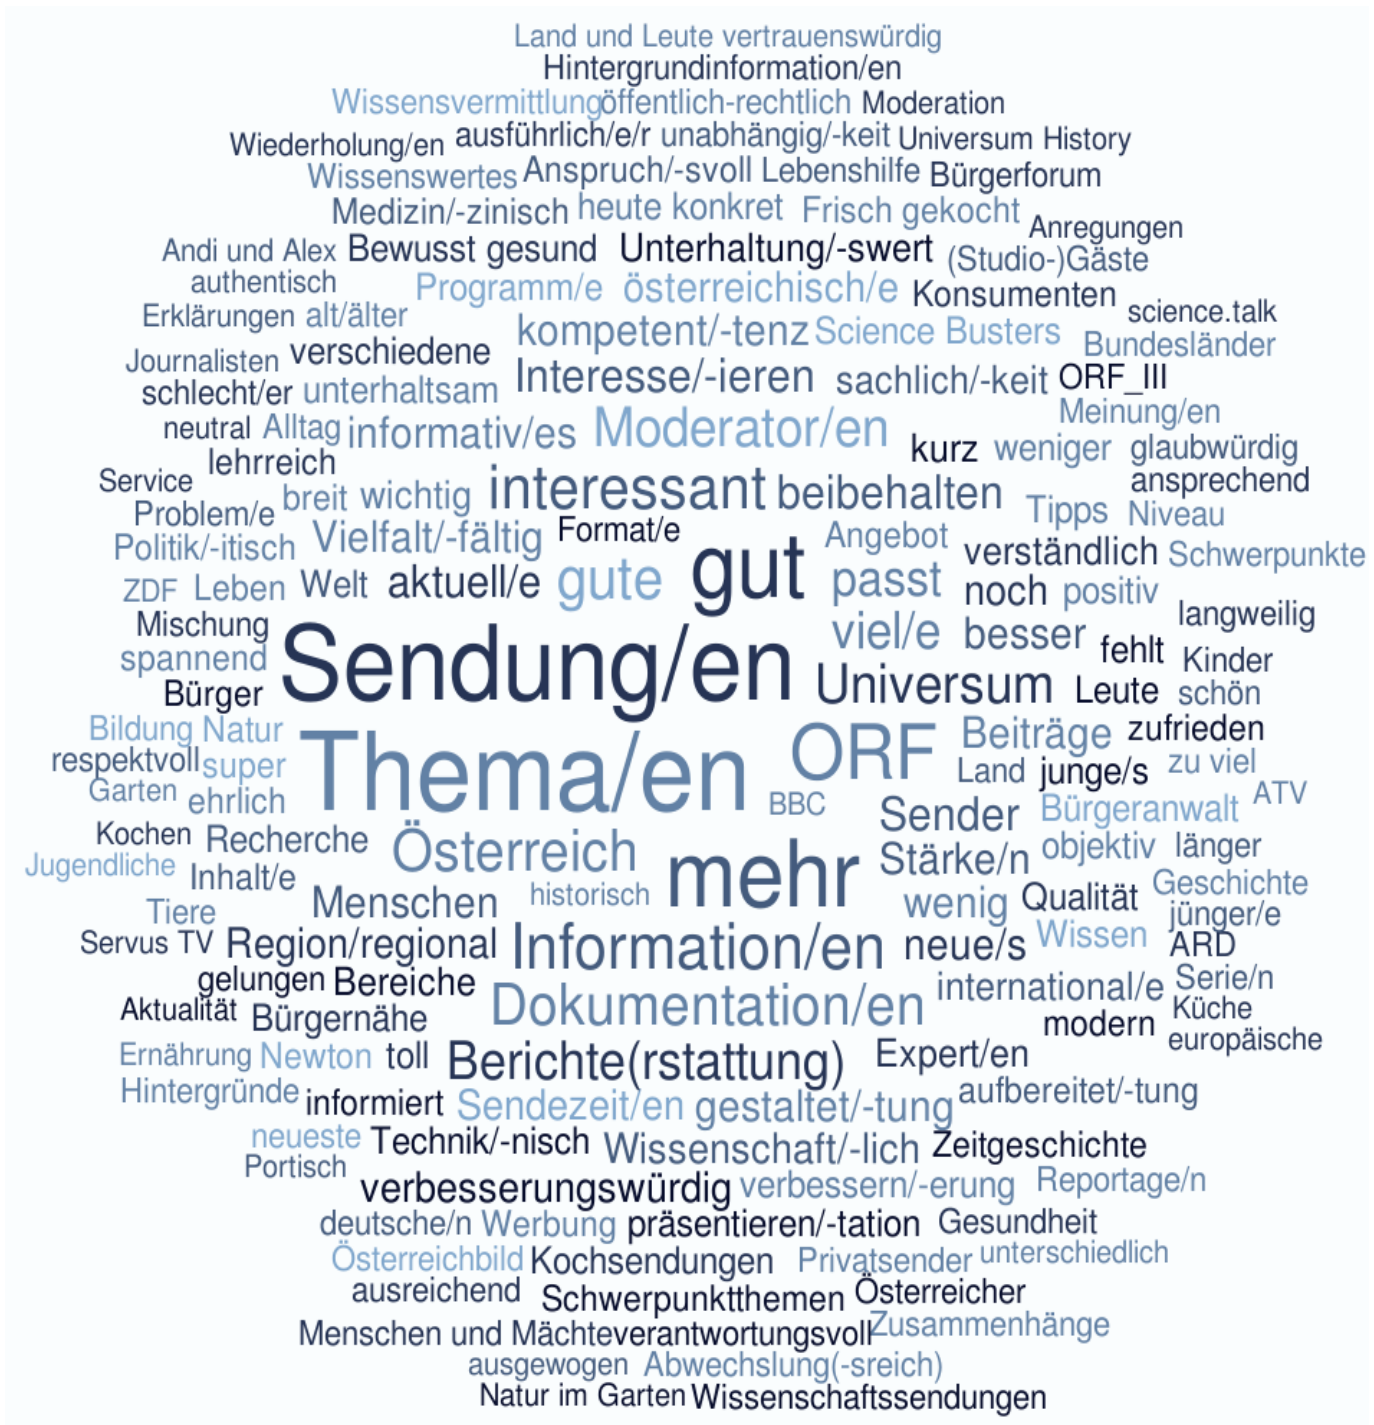 Land und Leute vertrauenswürdig
Hintergrundinformation/en
Wissensvermittlung öffentlich-rechtlich Moderation
Wiederholung/en ausführlich/e/r unabhängig/-keit Universum History
Wissenswertes Anspruch/-svoll Lebenshilfe Bürgerforum
Medizin/-zinisch heute konkret Frisch gekocht Anregungen
Andi und Alex Bewusst gesund Unterhaltung/-swert (Studio-)Gäste
authentisch Programm/e österreichisch/e Konsumenten
Erklärungen alt/älter kompetent/-tenz Science Busters science.talk
Journalisten verschiedene Bundesländer
schlecht/er unterhaltsam Interesse/-ieren sachlich/-keit ORF_III
neutral Alltag informativ/es Moderator/en Meinung/en
lehrreich kurz weniger glaubwürdig
Service breit wichtig interessant beibehalten ansprechend
Problem/e Tipps Niveau
Politik/-itisch Vielfalt/-fältig Format/e Angebot verständlich Schwerpunkte
ZDF Leben Welt aktuell/e gute gut passt noch positiv
Mischung viel/e besser langweilig
spannend Sendung/en fehlt Kinder
Bürger Universum Leute schön
Bildung Natur ORF Beiträge zufrieden
respektvoll super Thema/en Land junge/s zu viel
Garten ehrlich BBC Sender Bürgeranwalt ATV
Kochen Recherche Österreich Stärke/n objektiv länger
Jugendliche Inhalt/e mehr Geschichte
Tiere Menschen historisch wenig Qualität jünger/e
Servus TV Region/regional Information/en neue/s Wissen ARD
gelungen Bereiche international/e Serie/n
Aktualität Bürgernähe Dokumentation/en modern Küche
Ernährung Newton toll Berichte(rstattung) Expert/en europäische
Hintergründe informiert Sendezeit/en gestaltet/-tung aufbereitet/-tung
neueste Technik/-nisch Wissenschaft/-lich Zeitgeschichte
Portisch verbesserungswürdig verbessern/-erung Reportage/n
deutsche/n Werbung präsentieren/-tation Gesundheit
Österreichbild Kochsendungen Privatsender unterschiedlich
ausreichend Schwerpunktthemen Österreicher
Menschen und Mächte verantwortungsvoll Zusammenhänge
ausgewogen Abwechslung(-sreich)
Natur im Garten Wissenschaftssendungen